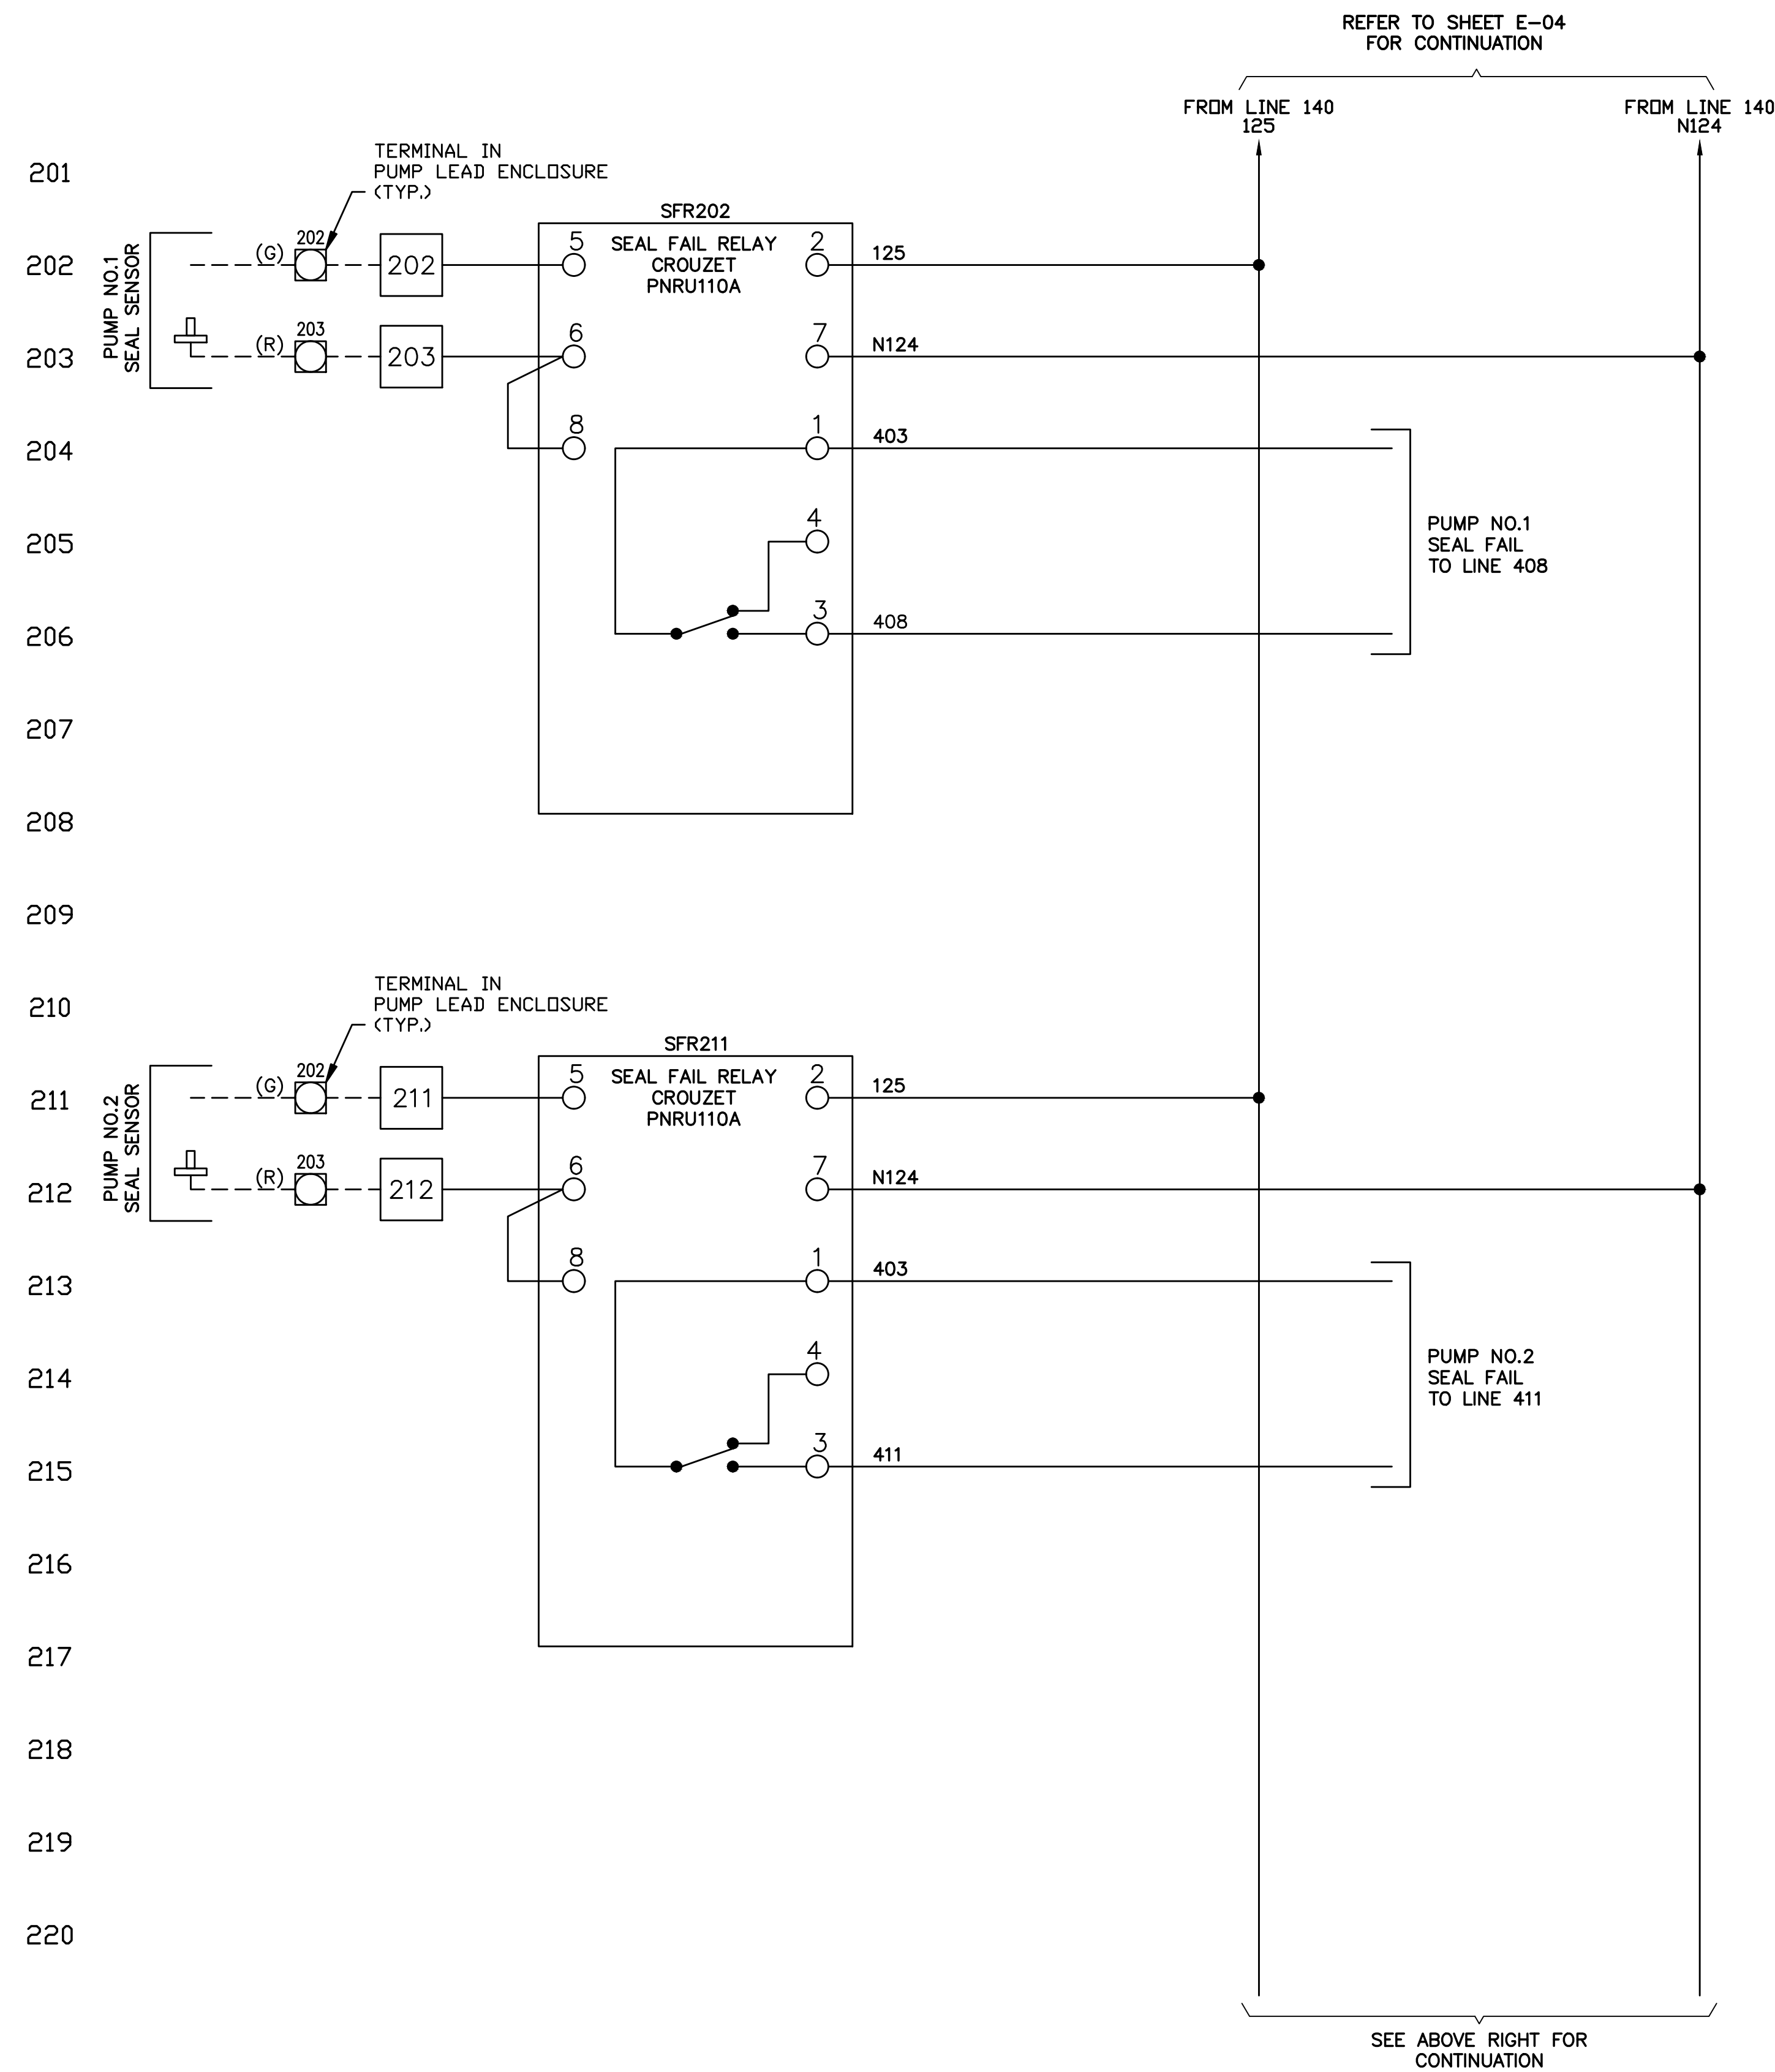 REFER TO SHEET E-04
FOR CONTINUATION
FROM LINE 140
125
FROM LINE 140
N124
201
TERMINAL IN
PUMP LEAD ENCLOSURE
(TYP.)
SFR202
202
PUMP NO.1
SEAL SENSOR
(G)
202
202
5
SEAL FAIL RELAY
CROUZET
PNRU110A
2
125
203
(R)
203
203
6
7
N124
204
8
1
403
205
4
PUMP NO.1
SEAL FAIL
TO LINE 408
206
3
408
207
208
209
210
TERMINAL IN
PUMP LEAD ENCLOSURE
(TYP.)
SFR211
211
PUMP NO.2
SEAL SENSOR
(G)
202
211
5
SEAL FAIL RELAY
CROUZET
PNRU110A
2
125
212
(R)
203
212
6
7
N124
213
8
1
403
214
4
PUMP NO.2
SEAL FAIL
TO LINE 411
215
3
411
216
217
218
219
220
SEE ABOVE RIGHT FOR
CONTINUATION